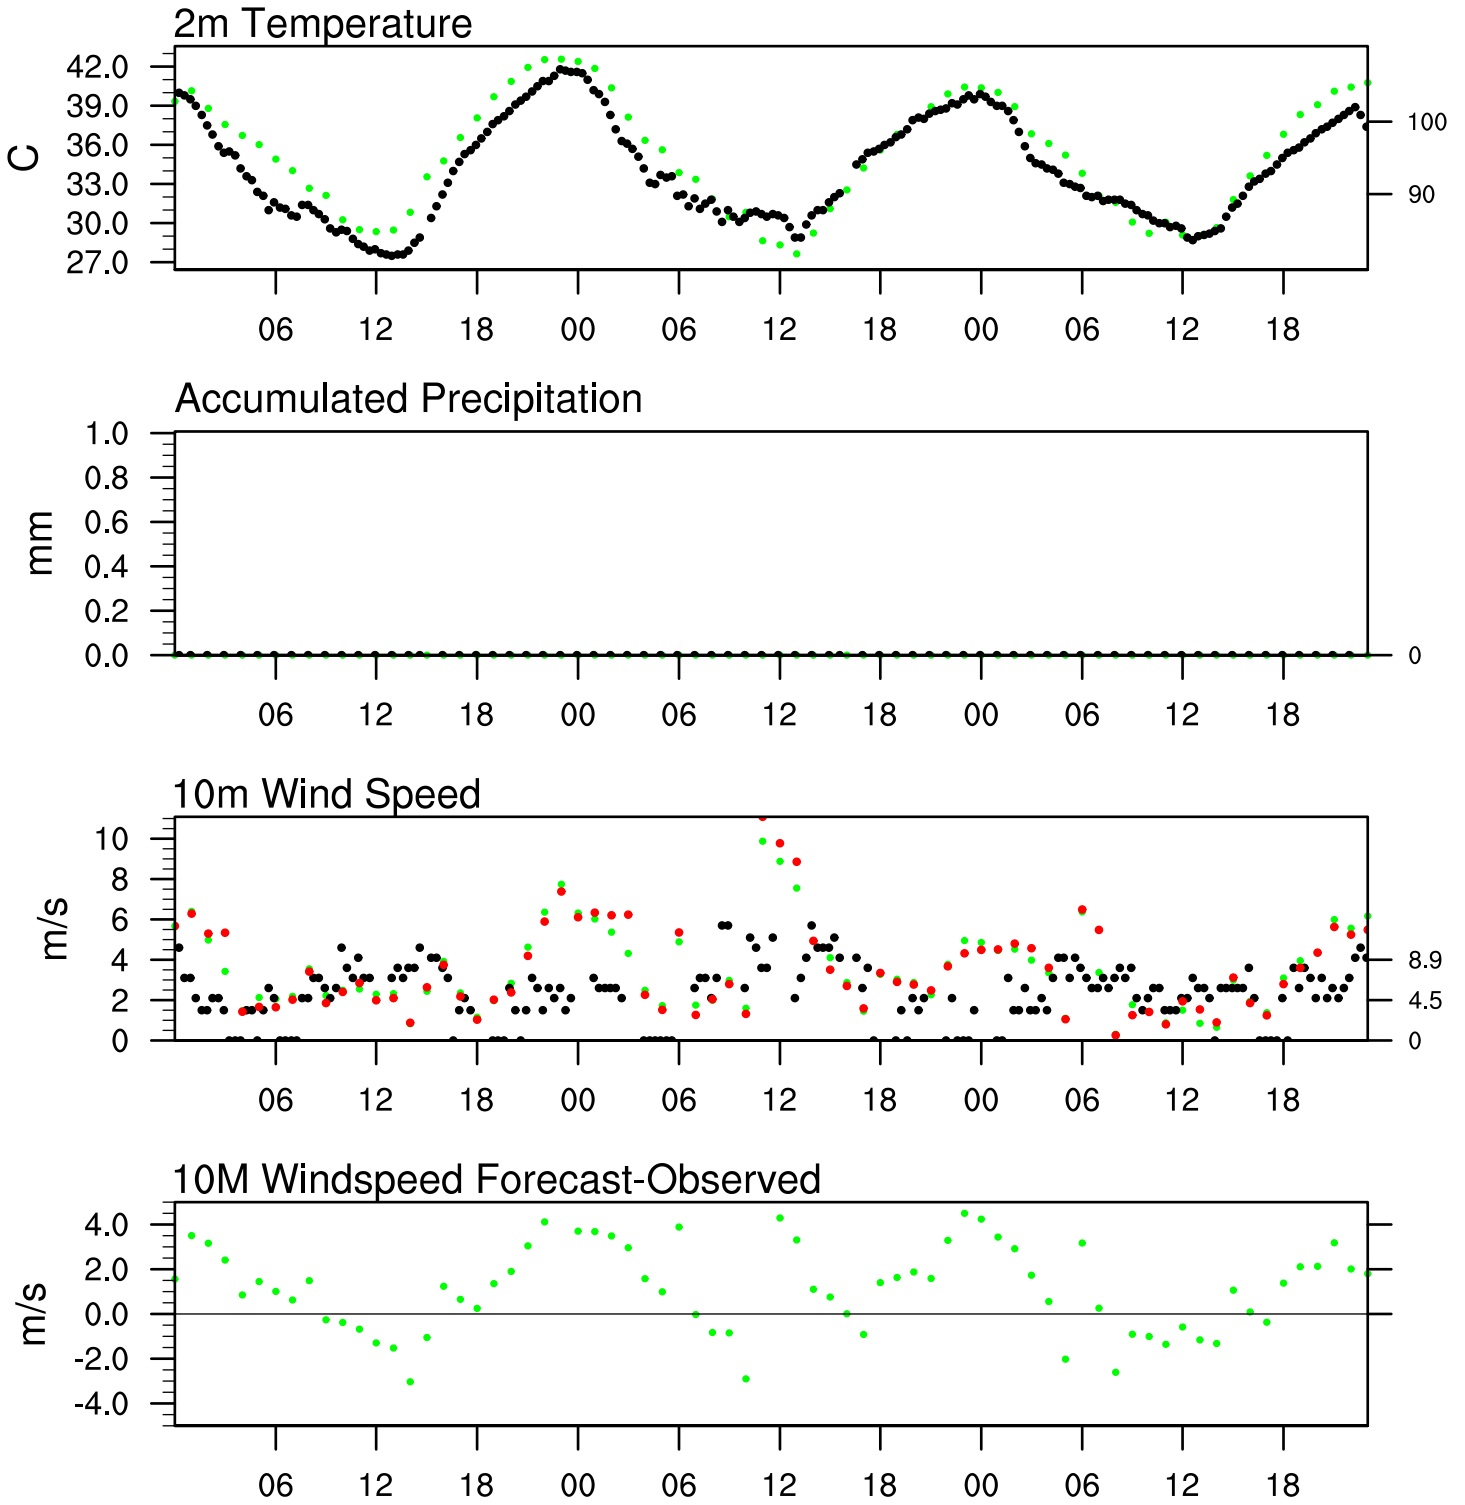 2m Temperature
42.0
39.0
36.0
33.0
30.0
27.0
C
100
90
06 12 18 00 06 12 18 00 06 12 18
Accumulated Precipitation
1.0
0.8
0.6
0.4
0.2
0.0
mm
0
06 12 18 00 06 12 18 00 06 12 18
10m Wind Speed
10
8
6
4
2
0
m/s
8.9
4.5
0
06 12 18 00 06 12 18 00 06 12 18
10M Windspeed Forecast-Observed
4.0
2.0
0.0
-2.0
-4.0
m/s
06 12 18 00 06 12 18 00 06 12 18